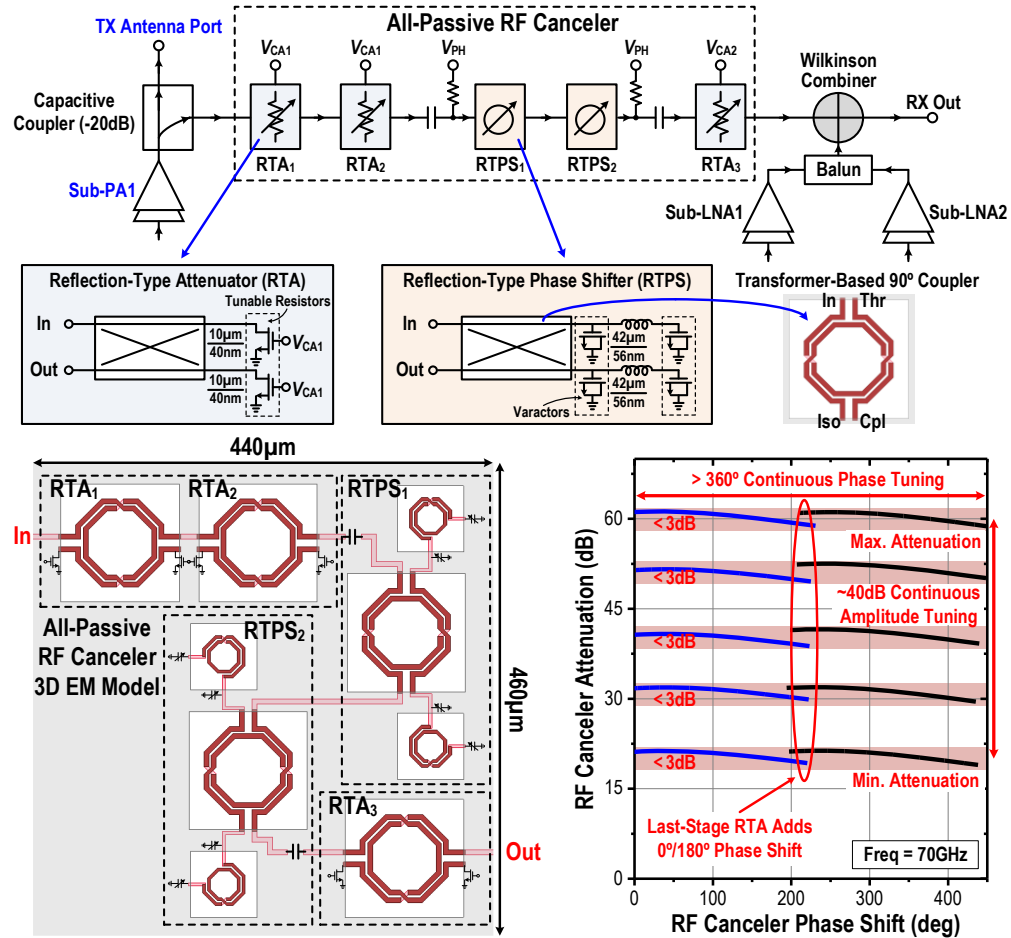 All-Passive RF Canceler
TX Antenna Port
Capacitive
Coupler (-20dB)
Sub-PA1
VCA1
VCA1
VPH
VPH
VCA2
RTA1
RTA2
RTPS1
RTPS2
RTA3
Wilkinson
Combiner
RX Out
Balun
Sub-LNA1
Sub-LNA2
Reflection-Type Attenuator (RTA)
Tunable Resistors
In
Out
10µm
40nm
VCA1
10µm
40nm
VCA1
Reflection-Type Phase Shifter (RTPS)
In
Out
42µm
56nm
42µm
56nm
Varactors
Transformer-Based 90º Coupler
In Thr
Iso Cpl
440µm
460µm
RTA1
RTA2
RTPS1
In
All-Passive
RF Canceler
3D EM Model
RTPS2
RTA3
Out
> 360º Continuous Phase Tuning
< 3dB
Max. Attenuation
< 3dB
~40dB Continuous
Amplitude Tuning
< 3dB
< 3dB
< 3dB
Min. Attenuation
Last-Stage RTA Adds
0º/180º Phase Shift
Freq = 70GHz
RF Canceler Attenuation (dB)
60
45
30
15
0
0 100 200 300 400
RF Canceler Phase Shift (deg)